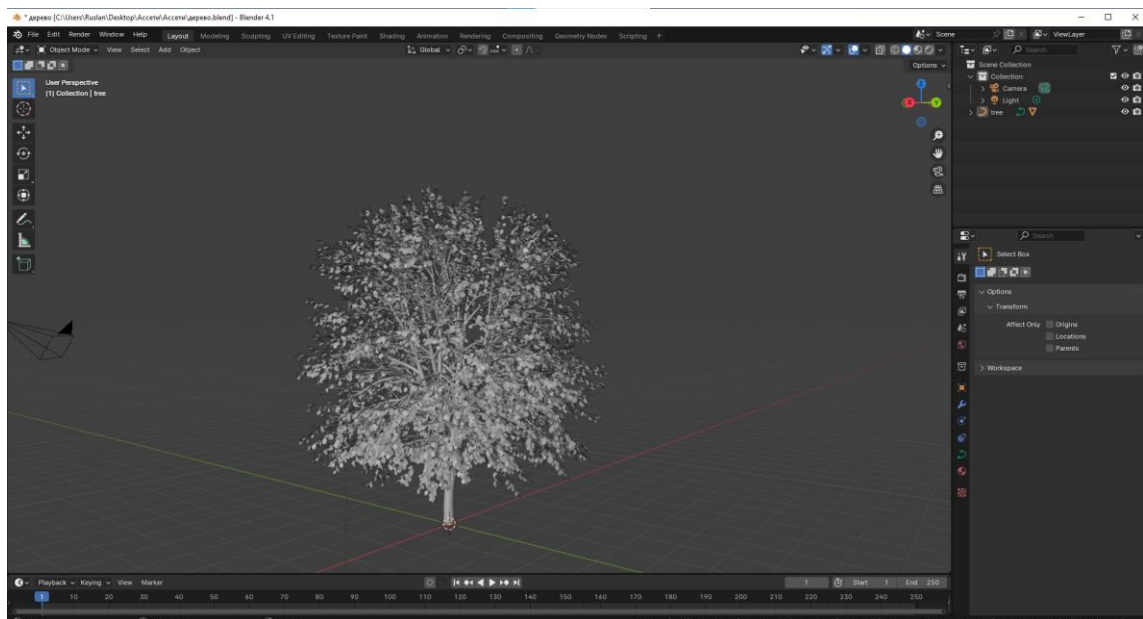 * дерево [C:\Users\Ruslan\Desktop\Ассети\Ассети\дерево.blend] - Blender 4.1
File Edit Render Window Help Layout Modeling Sculpting UV Editing Texture Paint Shading Animation Rendering Compositing Geometry Nodes Scripting + Scene ViewLayer
Object Mode View Select Add Object Global Search
Options
User Perspective
(1) Collection | tree
Z
X Y
Scene Collection
Collection
Camera
Light
tree
Search
Select Box
Options
Transform
Affect Only Origins
Locations
Parents
Workspace
Playback Keying View Marker 1 Start 1 End 250
1 10 20 30 40 50 60 70 80 90 100 110 120 130 140 150 160 170 180 190 200 210 220 230 240 250